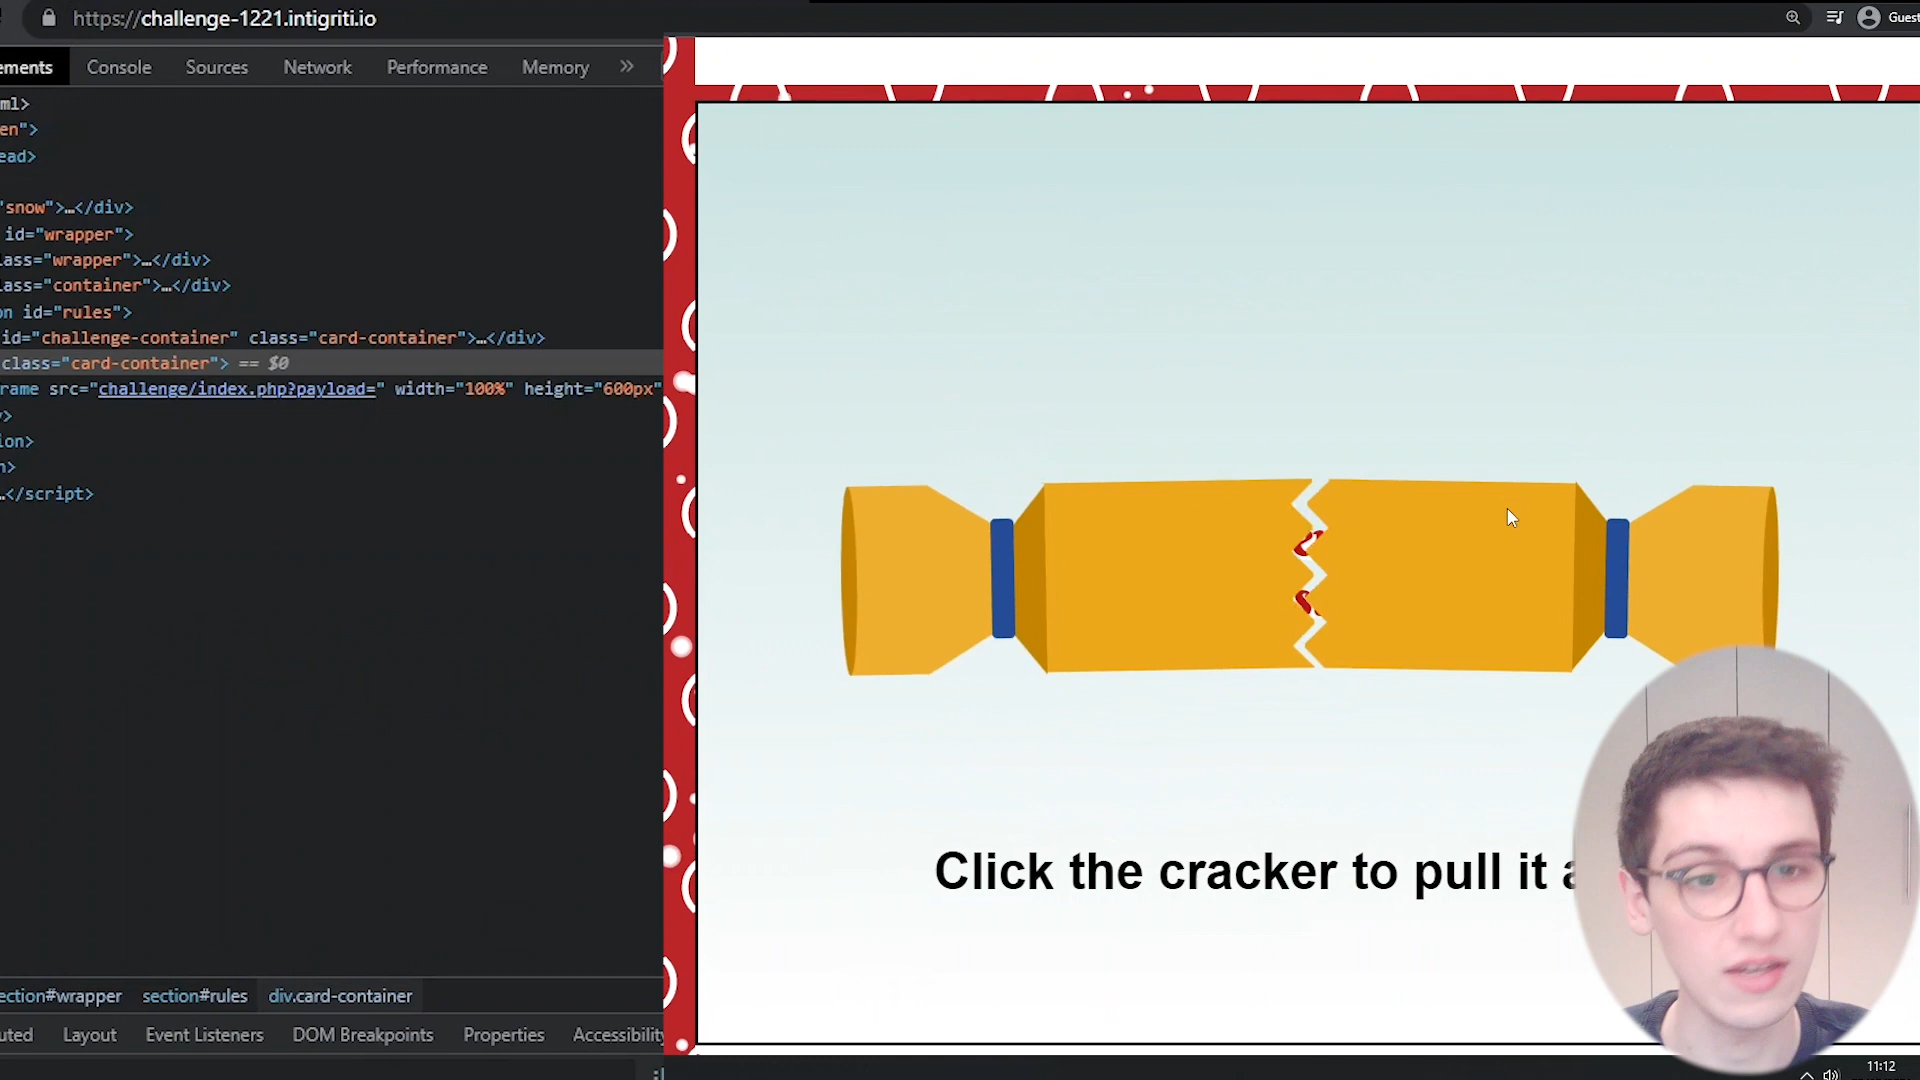 https://challenge-1221.intigriti.io
Guest
ements Console Sources Network Performance Memory »
ml>
en">
ead>
"snow">…</div>
id="wrapper">
lass="wrapper">…</div>
lass="container">…</div>
on id="rules">
id="challenge-container" class="card-container">…</div>
class="card-container"> == $0
rame src="challenge/index.php?payload=" width="100%" height="600px"
v>
ion>
n>
…</script>
Click the cracker to pull it a
ection#wrapper section#rules div.card-container
uted Layout Event Listeners DOM Breakpoints Properties Accessibility
11:12